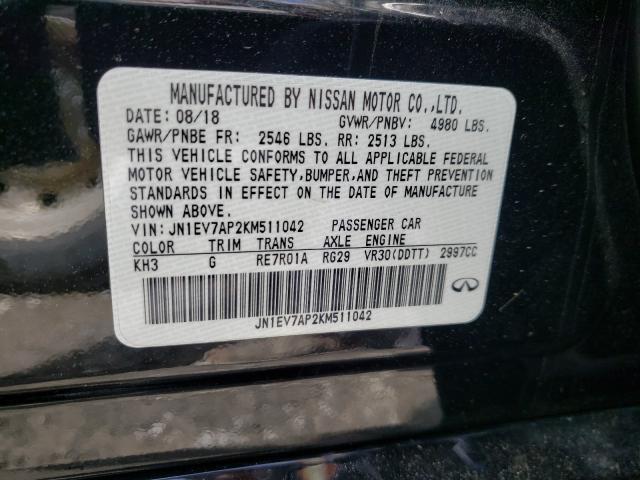 MANUFACTURED BY NISSAN MOTOR CO.,LTD.
DATE: 08/18 GVWR/PNBV: 4980 LBS.
GAWR/PNBE FR: 2546 LBS. RR: 2513 LBS.
THIS VEHICLE CONFORMS TO ALL APPLICABLE FEDERAL
MOTOR VEHICLE SAFETY,BUMPER,AND THEFT PREVENTION
STANDARDS IN EFFECT ON THE DATE OF MANUFACTURE
SHOWN ABOVE.
VIN: JN1EV7AP2KM511042 PASSENGER CAR
COLOR TRIM TRANS AXLE ENGINE
KH3 G RE7R01A RG29 VR30(DDTT) 2997CC
JN1EV7AP2KM511042